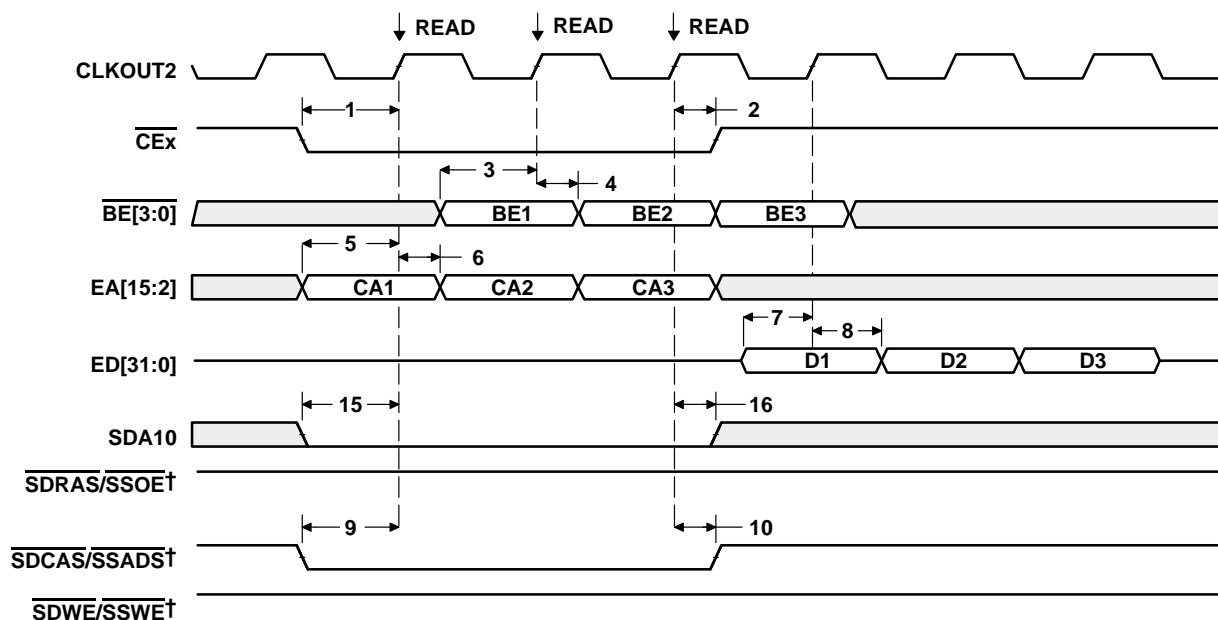 READ READ READ
CLKOUT2
1 2
CEx
3 4
BE[3:0] BE1 BE2 BE3
5 6
EA[15:2] CA1 CA2 CA3
7 8
ED[31:0] D1 D2 D3
15 16
SDA10
SDRAS/SSOE†
9 10
SDCAS/SSADS†
SDWE/SSWE†